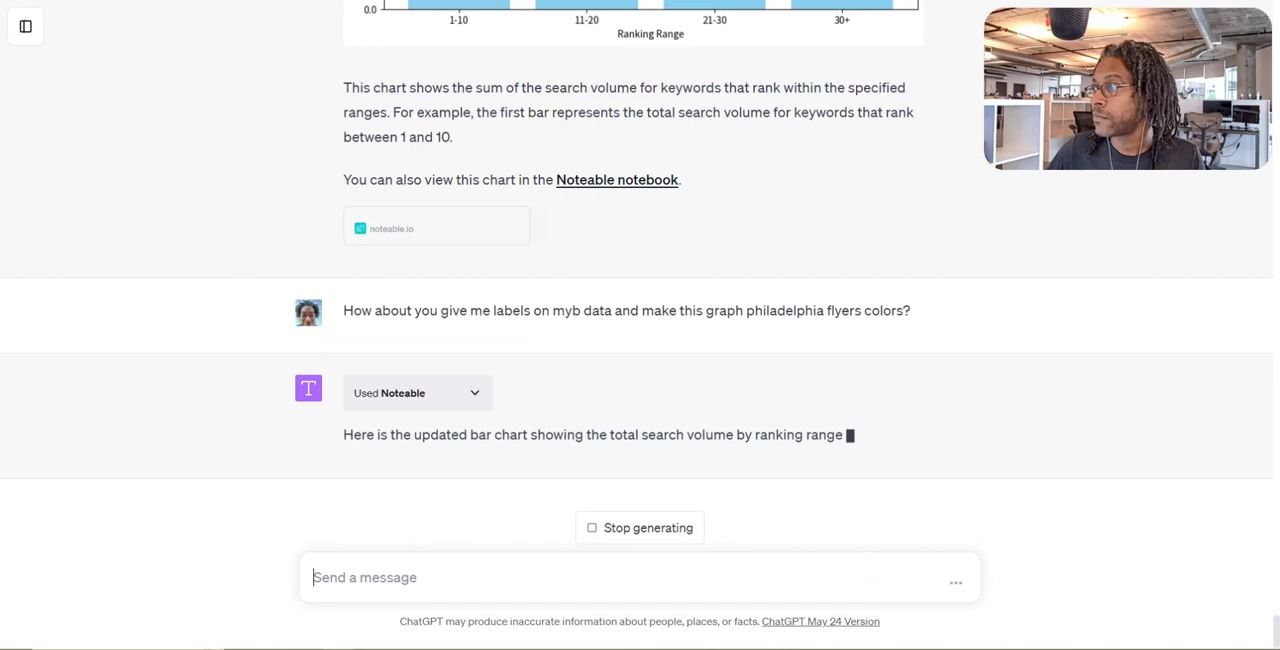 0.0
1-10 11-20 21-30 30+
Ranking Range
This chart shows the sum of the search volume for keywords that rank within the specified
ranges. For example, the first bar represents the total search volume for keywords that rank
between 1 and 10.
You can also view this chart in the Noteable notebook.
noteable.io
How about you give me labels on myb data and make this graph philadelphia flyers colors?
T
Used Noteable
Here is the updated bar chart showing the total search volume by ranking range
Stop generating
Send a message
ChatGPT may produce inaccurate information about people, places, or facts. ChatGPT May 24 Version